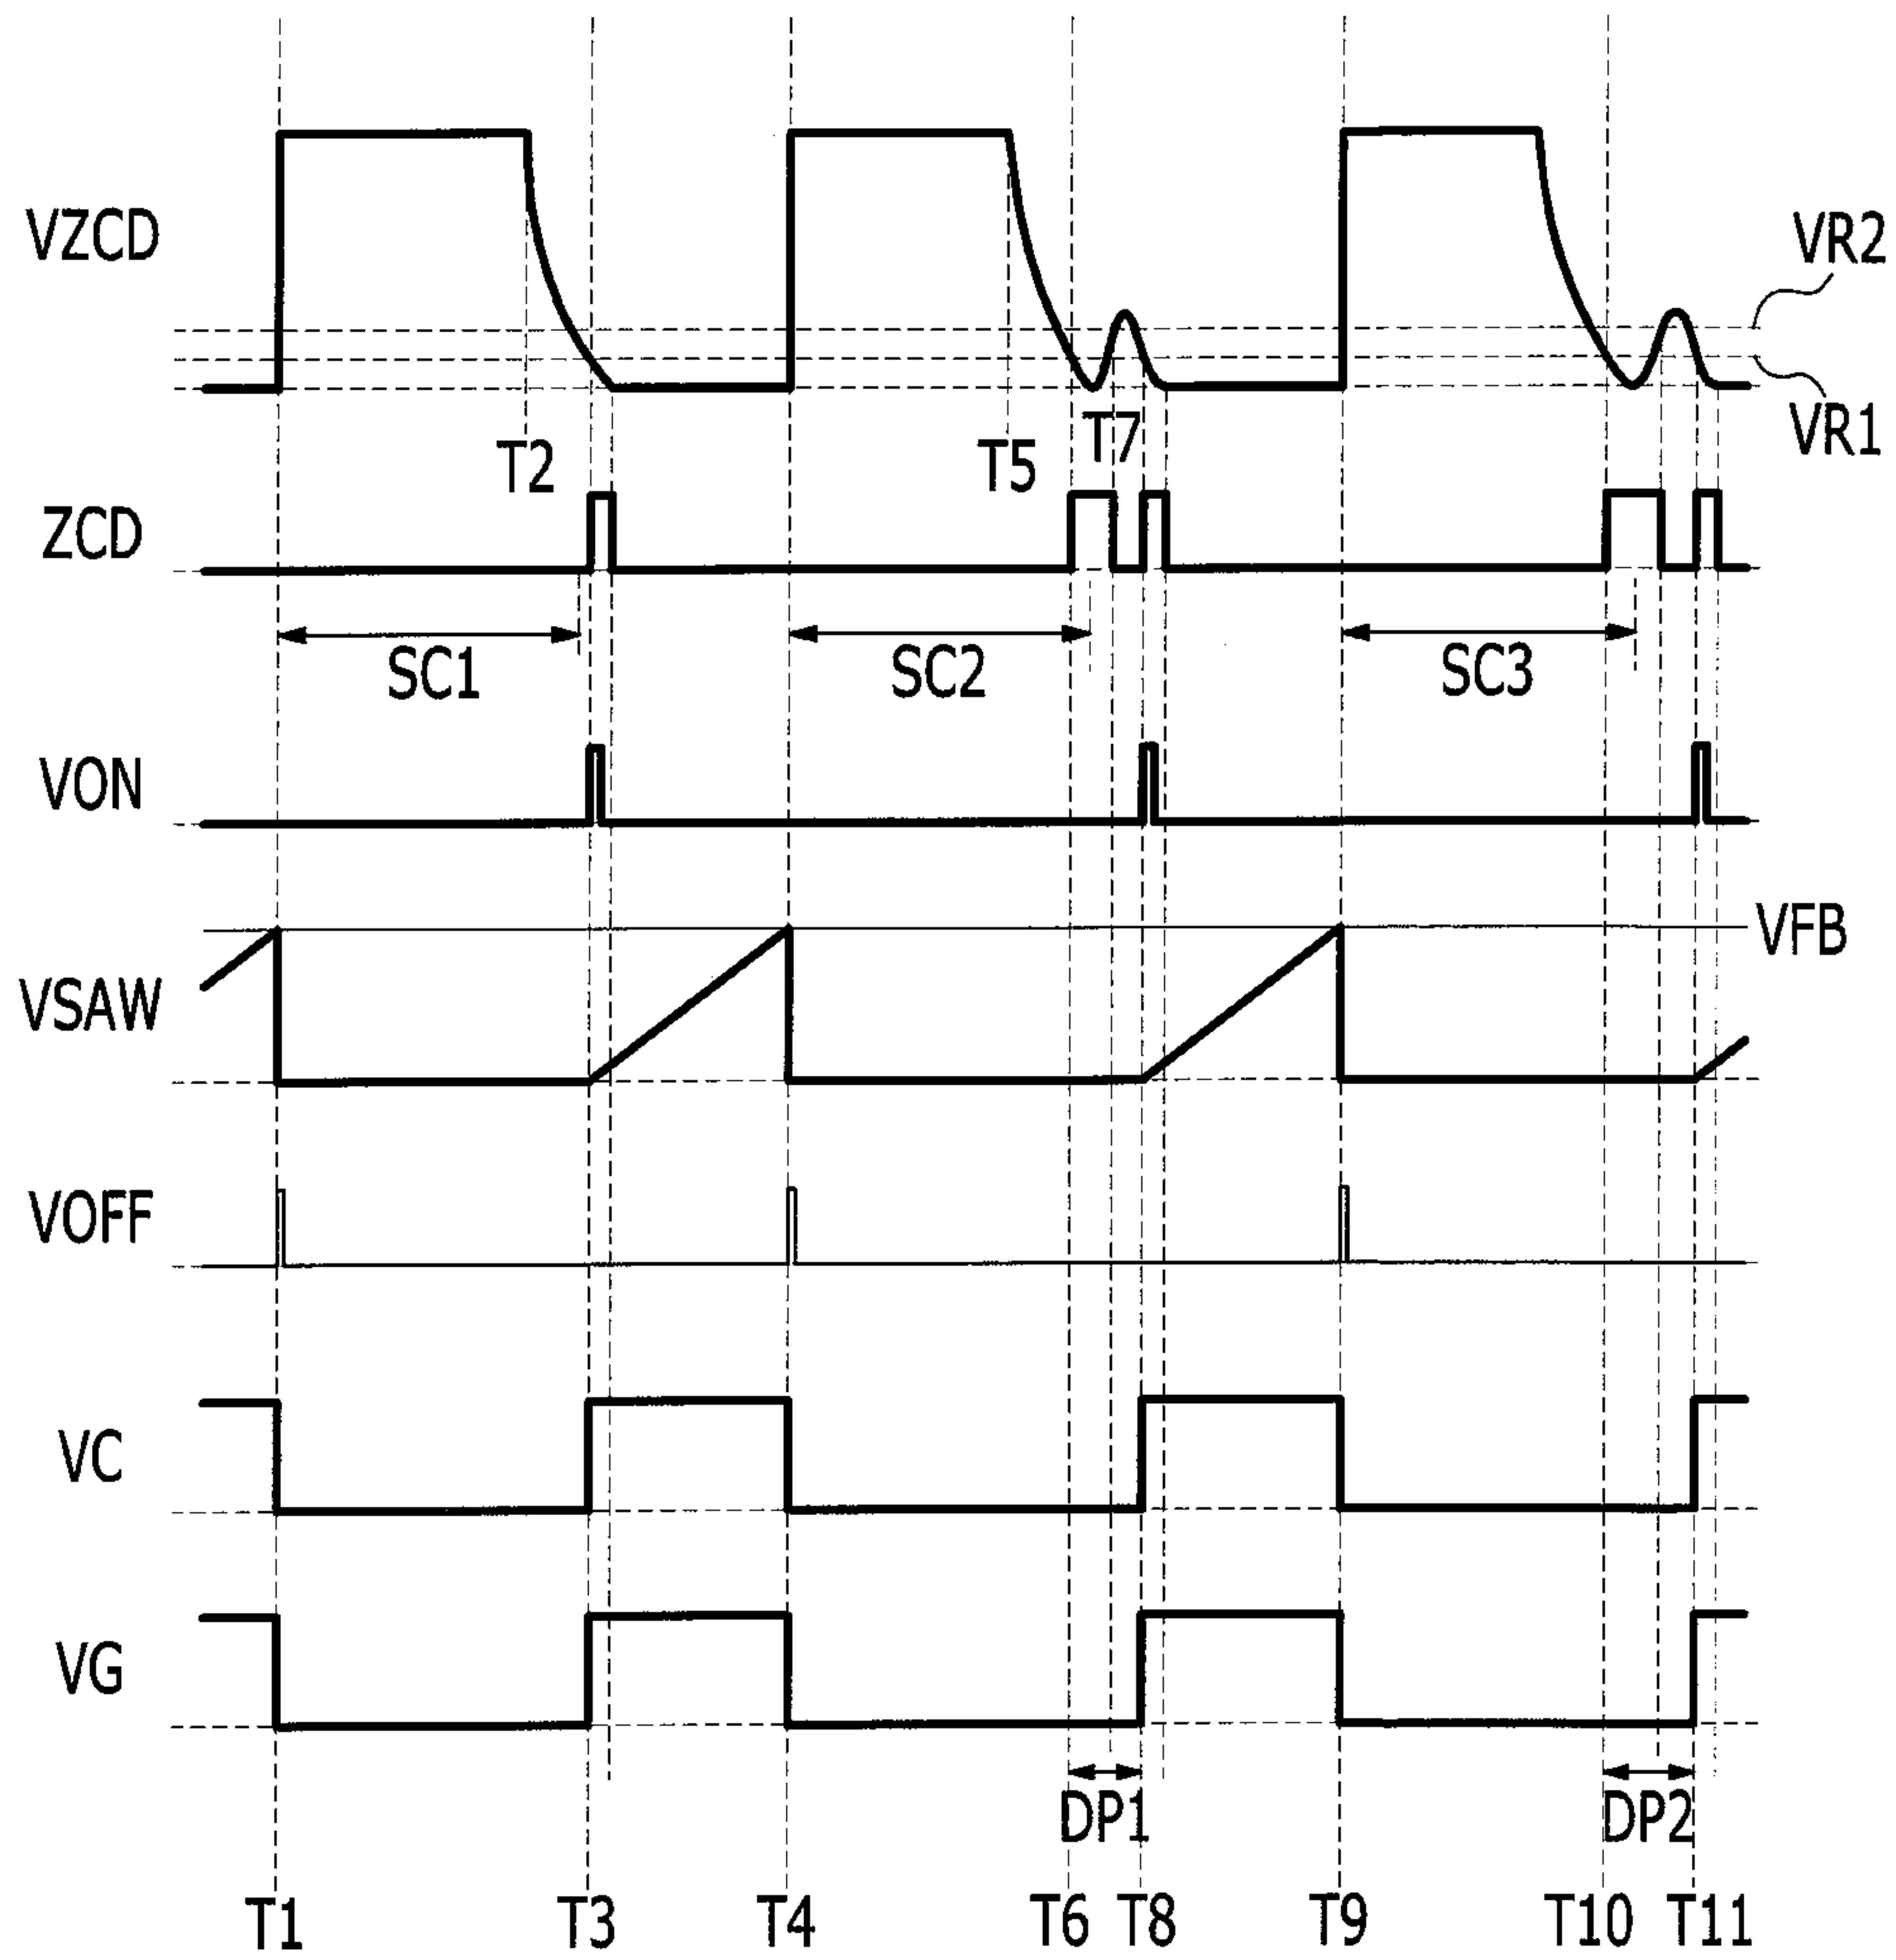 VZCD
VR2
VR1
T2
T5
T7
ZCD
SC1
SC2
SC3
VON
VFB
VSAW
VOFF
VC
VG
DP1
DP2
T1
T3
T4
T6
T8
T9
T10
T11